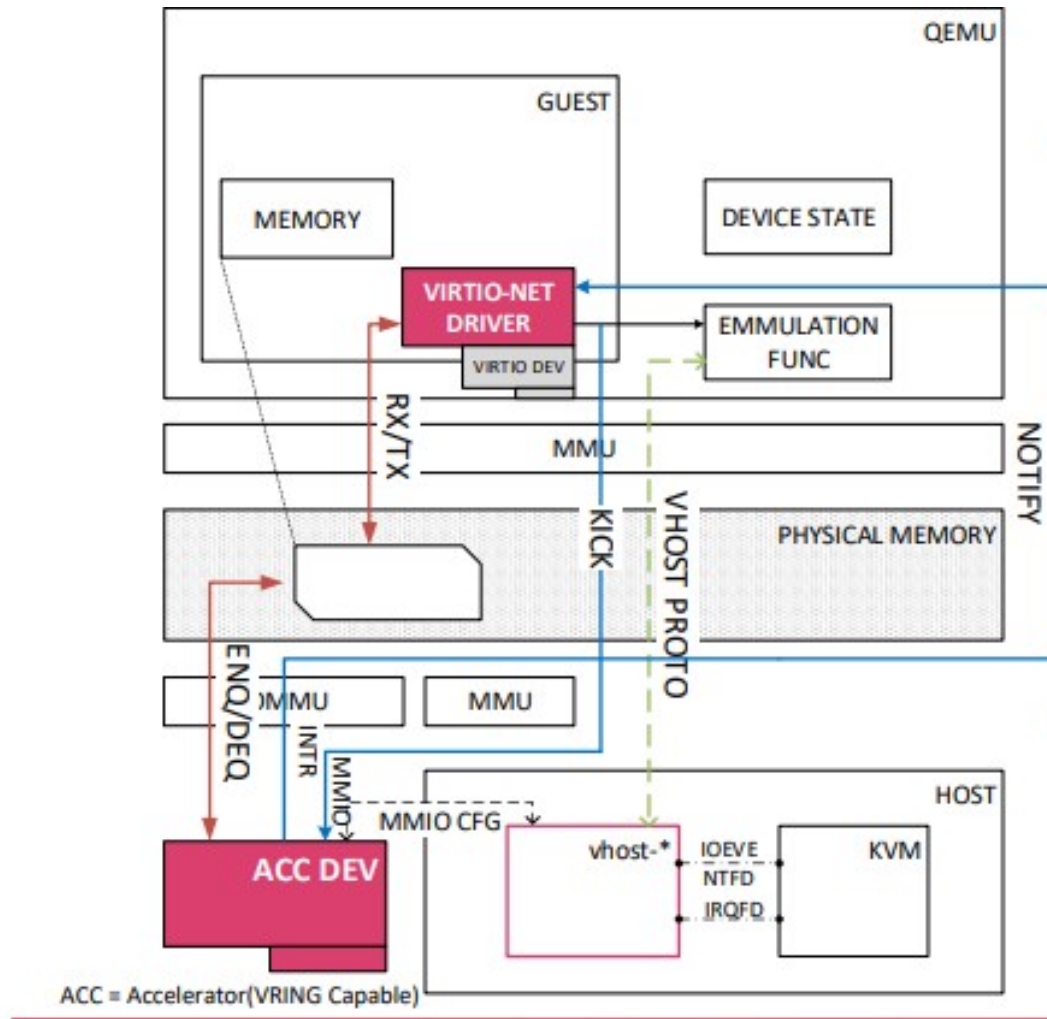 QEMU
GUEST
MEMORY
DEVICE STATE
VIRTIO-NET
DRIVER
EMMULATION
FUNC
VIRTIO DEV
RX/TX
MMU
NOTIFY
KICK
VHOST PROTO
PHYSICAL MEMORY
ENQ/DEQ
MMU
INTR
MMIO
MMIO CFG
HOST
ACC DEV
vhost-*
IOEVE
NTFD
IRQFD
KVM
ACC = Accelerator(VRING Capable)